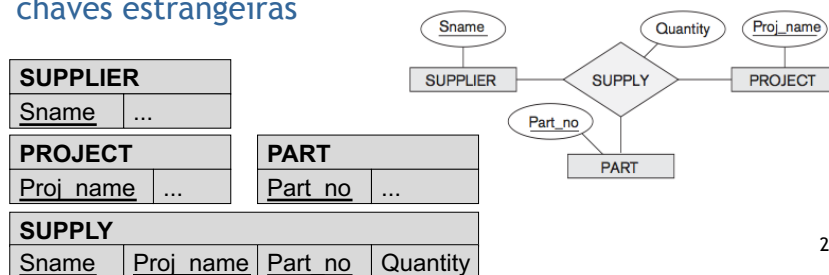 chaves estrangeiras
SUPPLIER
Sname ...
PROJECT
Proj_name ...
PART
Part_no ...
SUPPLY
Sname Proj_name Part_no Quantity
Sname
Quantity
Proj_name
SUPPLIER
SUPPLY
PROJECT
Part_no
PART
2